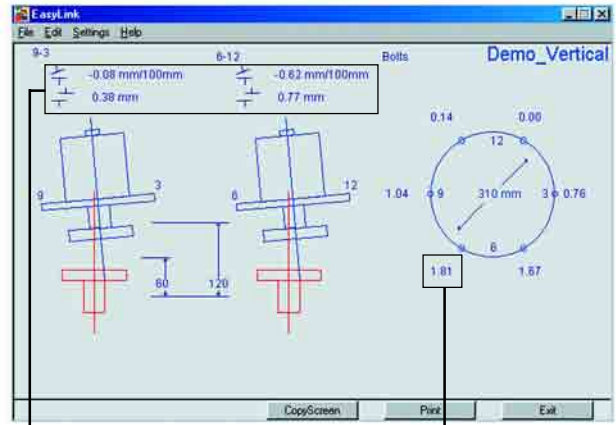 EasyLink
File Edit Settings Help
9-3 6-12 Bolts Demo_Vertical
-0.08 mm/100mm -0.62 mm/100mm
0.38 mm 0.77 mm
0.14 0.00
12
9 3 6 12 1.04 9 310 mm 3 0.76
6
60 120 1.81 1.67
CopyScreen Print Exit